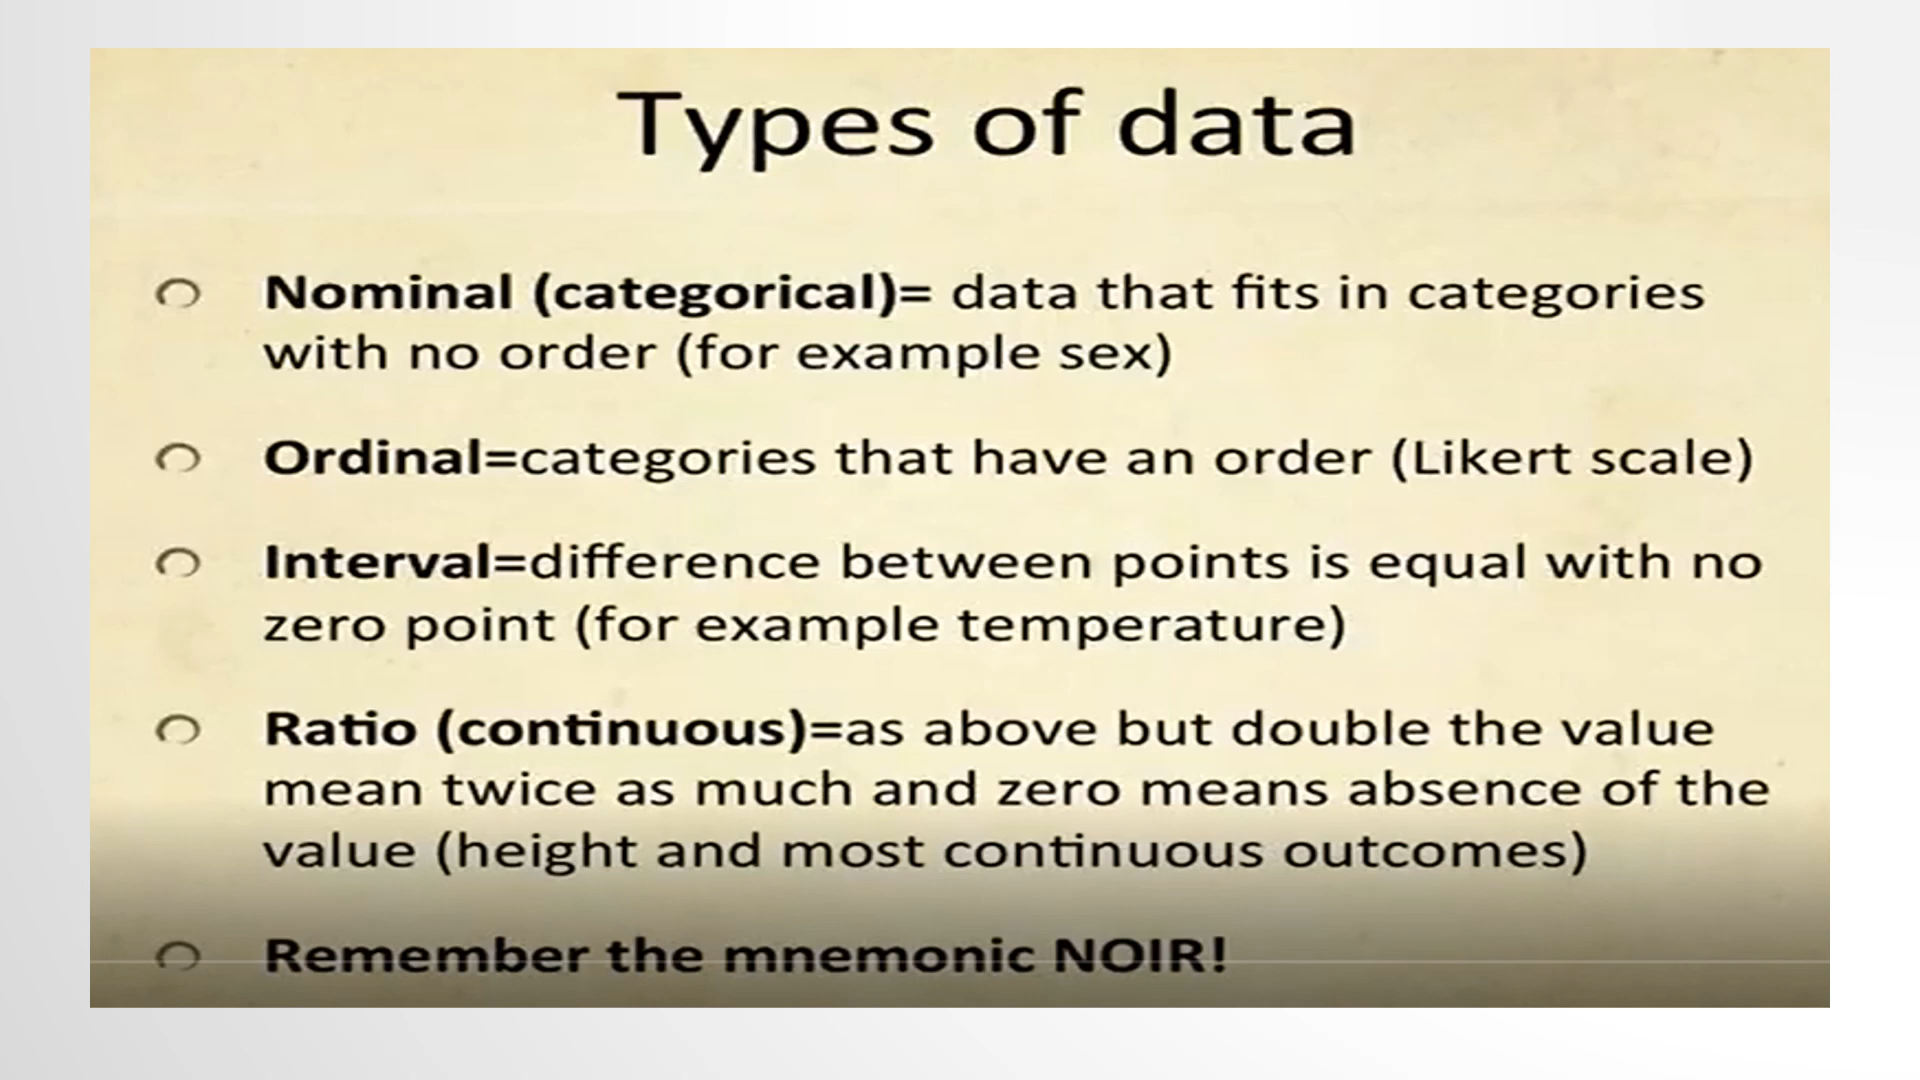 Types of data
Nominal (categorical)= data that fits in categories
with no order (for example sex)
Ordinal=categories that have an order (Likert scale)
Interval=difference between points is equal with no
zero point (for example temperature)
Ratio (continuous)=as above but double the value
mean twice as much and zero means absence of the
value (height and most continuous outcomes)
Remember the mnemonic NOIR!